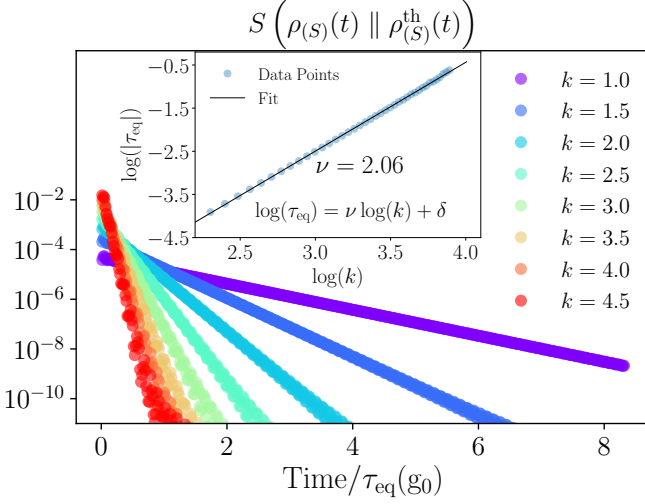 S(ρ(S)(t) ∥ ρ^th_(S)(t))
−0.5
−1.5
−2.5
−3.5
−4.5
log(|τ_eq|)
Data Points
Fit
ν = 2.06
log(τ_eq) = ν log(k) + δ
2.5 3.0 3.5 4.0
log(k)
k = 1.0
k = 1.5
k = 2.0
k = 2.5
k = 3.0
k = 3.5
k = 4.0
k = 4.5
10^−2
10^−4
10^−6
10^−8
10^−10
0 2 4 6 8
Time/τ_eq(g_0)